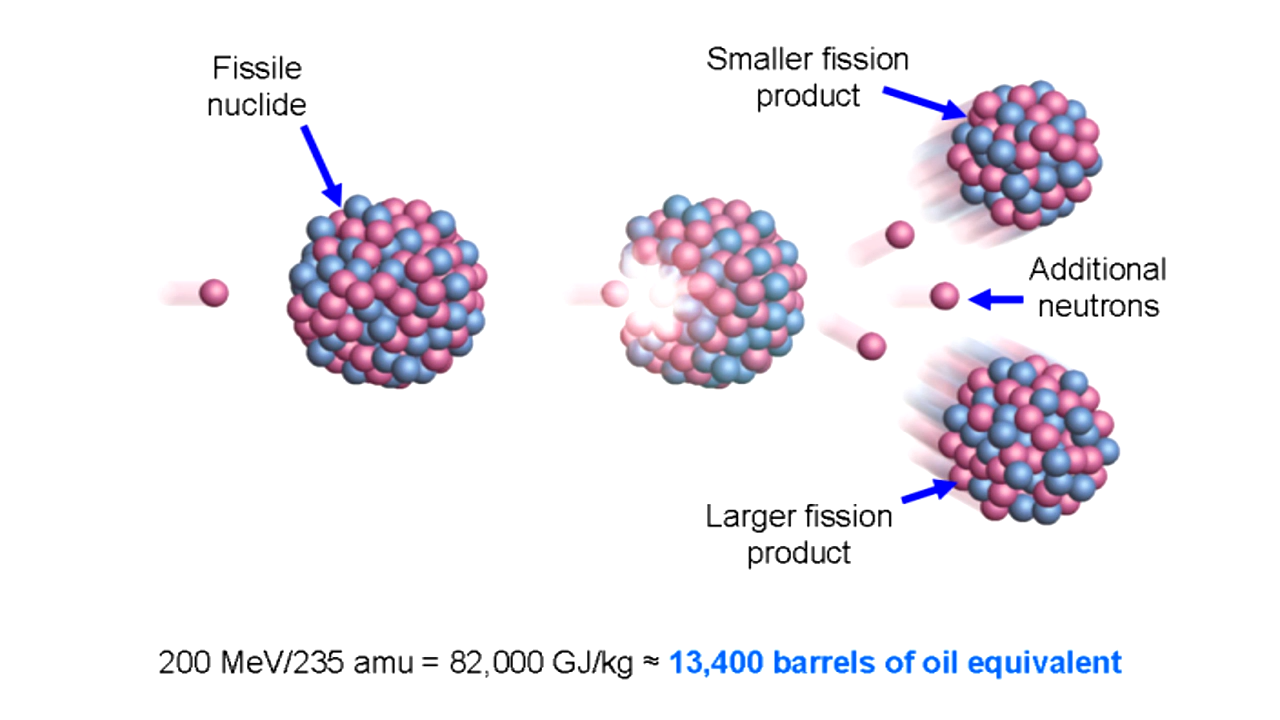 Fissile
nuclide
Smaller fission
product
Additional
neutrons
Larger fission
product
200 MeV/235 amu = 82,000 GJ/kg ≈ 13,400 barrels of oil equivalent